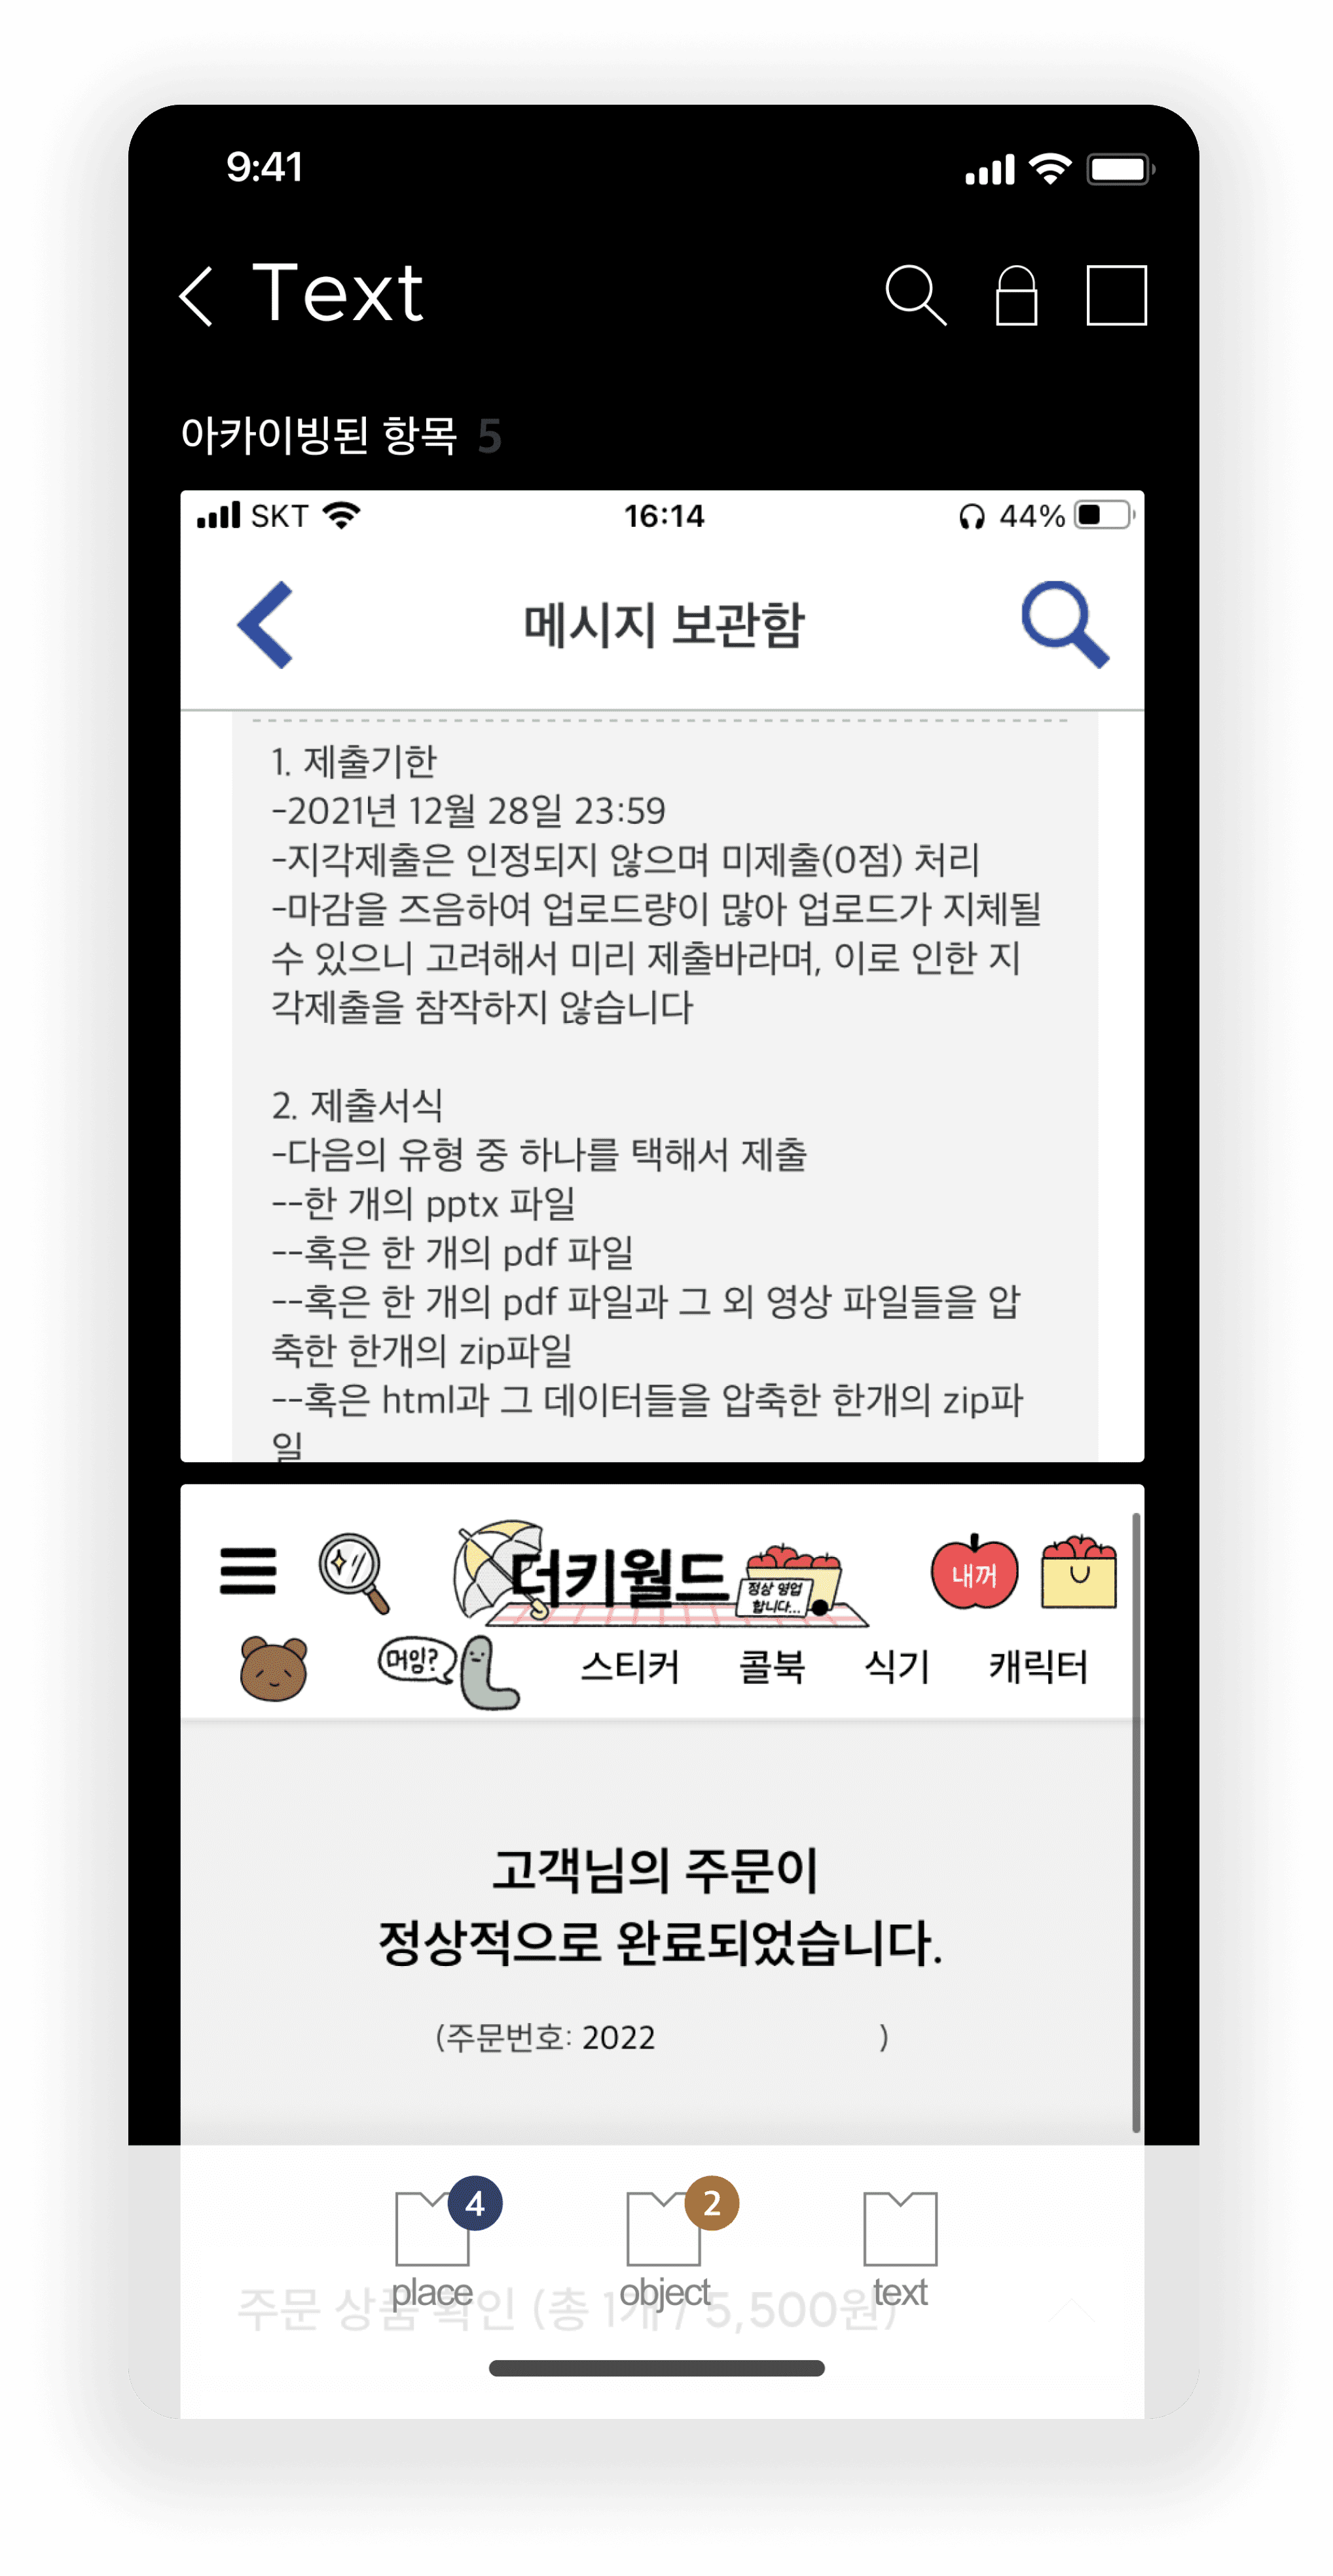 9:41
Text
아카이빙된 항목 5
SKT 16:14 44%
메시지 보관함
1. 제출기한
-2021년 12월 28일 23:59
-지각제출은 인정되지 않으며 미제출(0점) 처리
-마감을 즈음하여 업로드량이 많아 업로드가 지체될
수 있으니 고려해서 미리 제출바라며, 이로 인한 지
각제출을 참작하지 않습니다
2. 제출서식
-다음의 유형 중 하나를 택해서 제출
--한 개의 pptx 파일
--혹은 한 개의 pdf 파일
--혹은 한 개의 pdf 파일과 그 외 영상 파일들을 압
축한 한개의 zip파일
--혹은 html과 그 데이터들을 압축한 한개의 zip파
일
더키월드
정상 영업
합니다...
내꺼
머임?
스티커 콜북 식기 캐릭터
고객님의 주문이
정상적으로 완료되었습니다.
(주문번호: 2022 )
4 2
place object text
주문 상품 확인 (총 1개 / 5,500원)